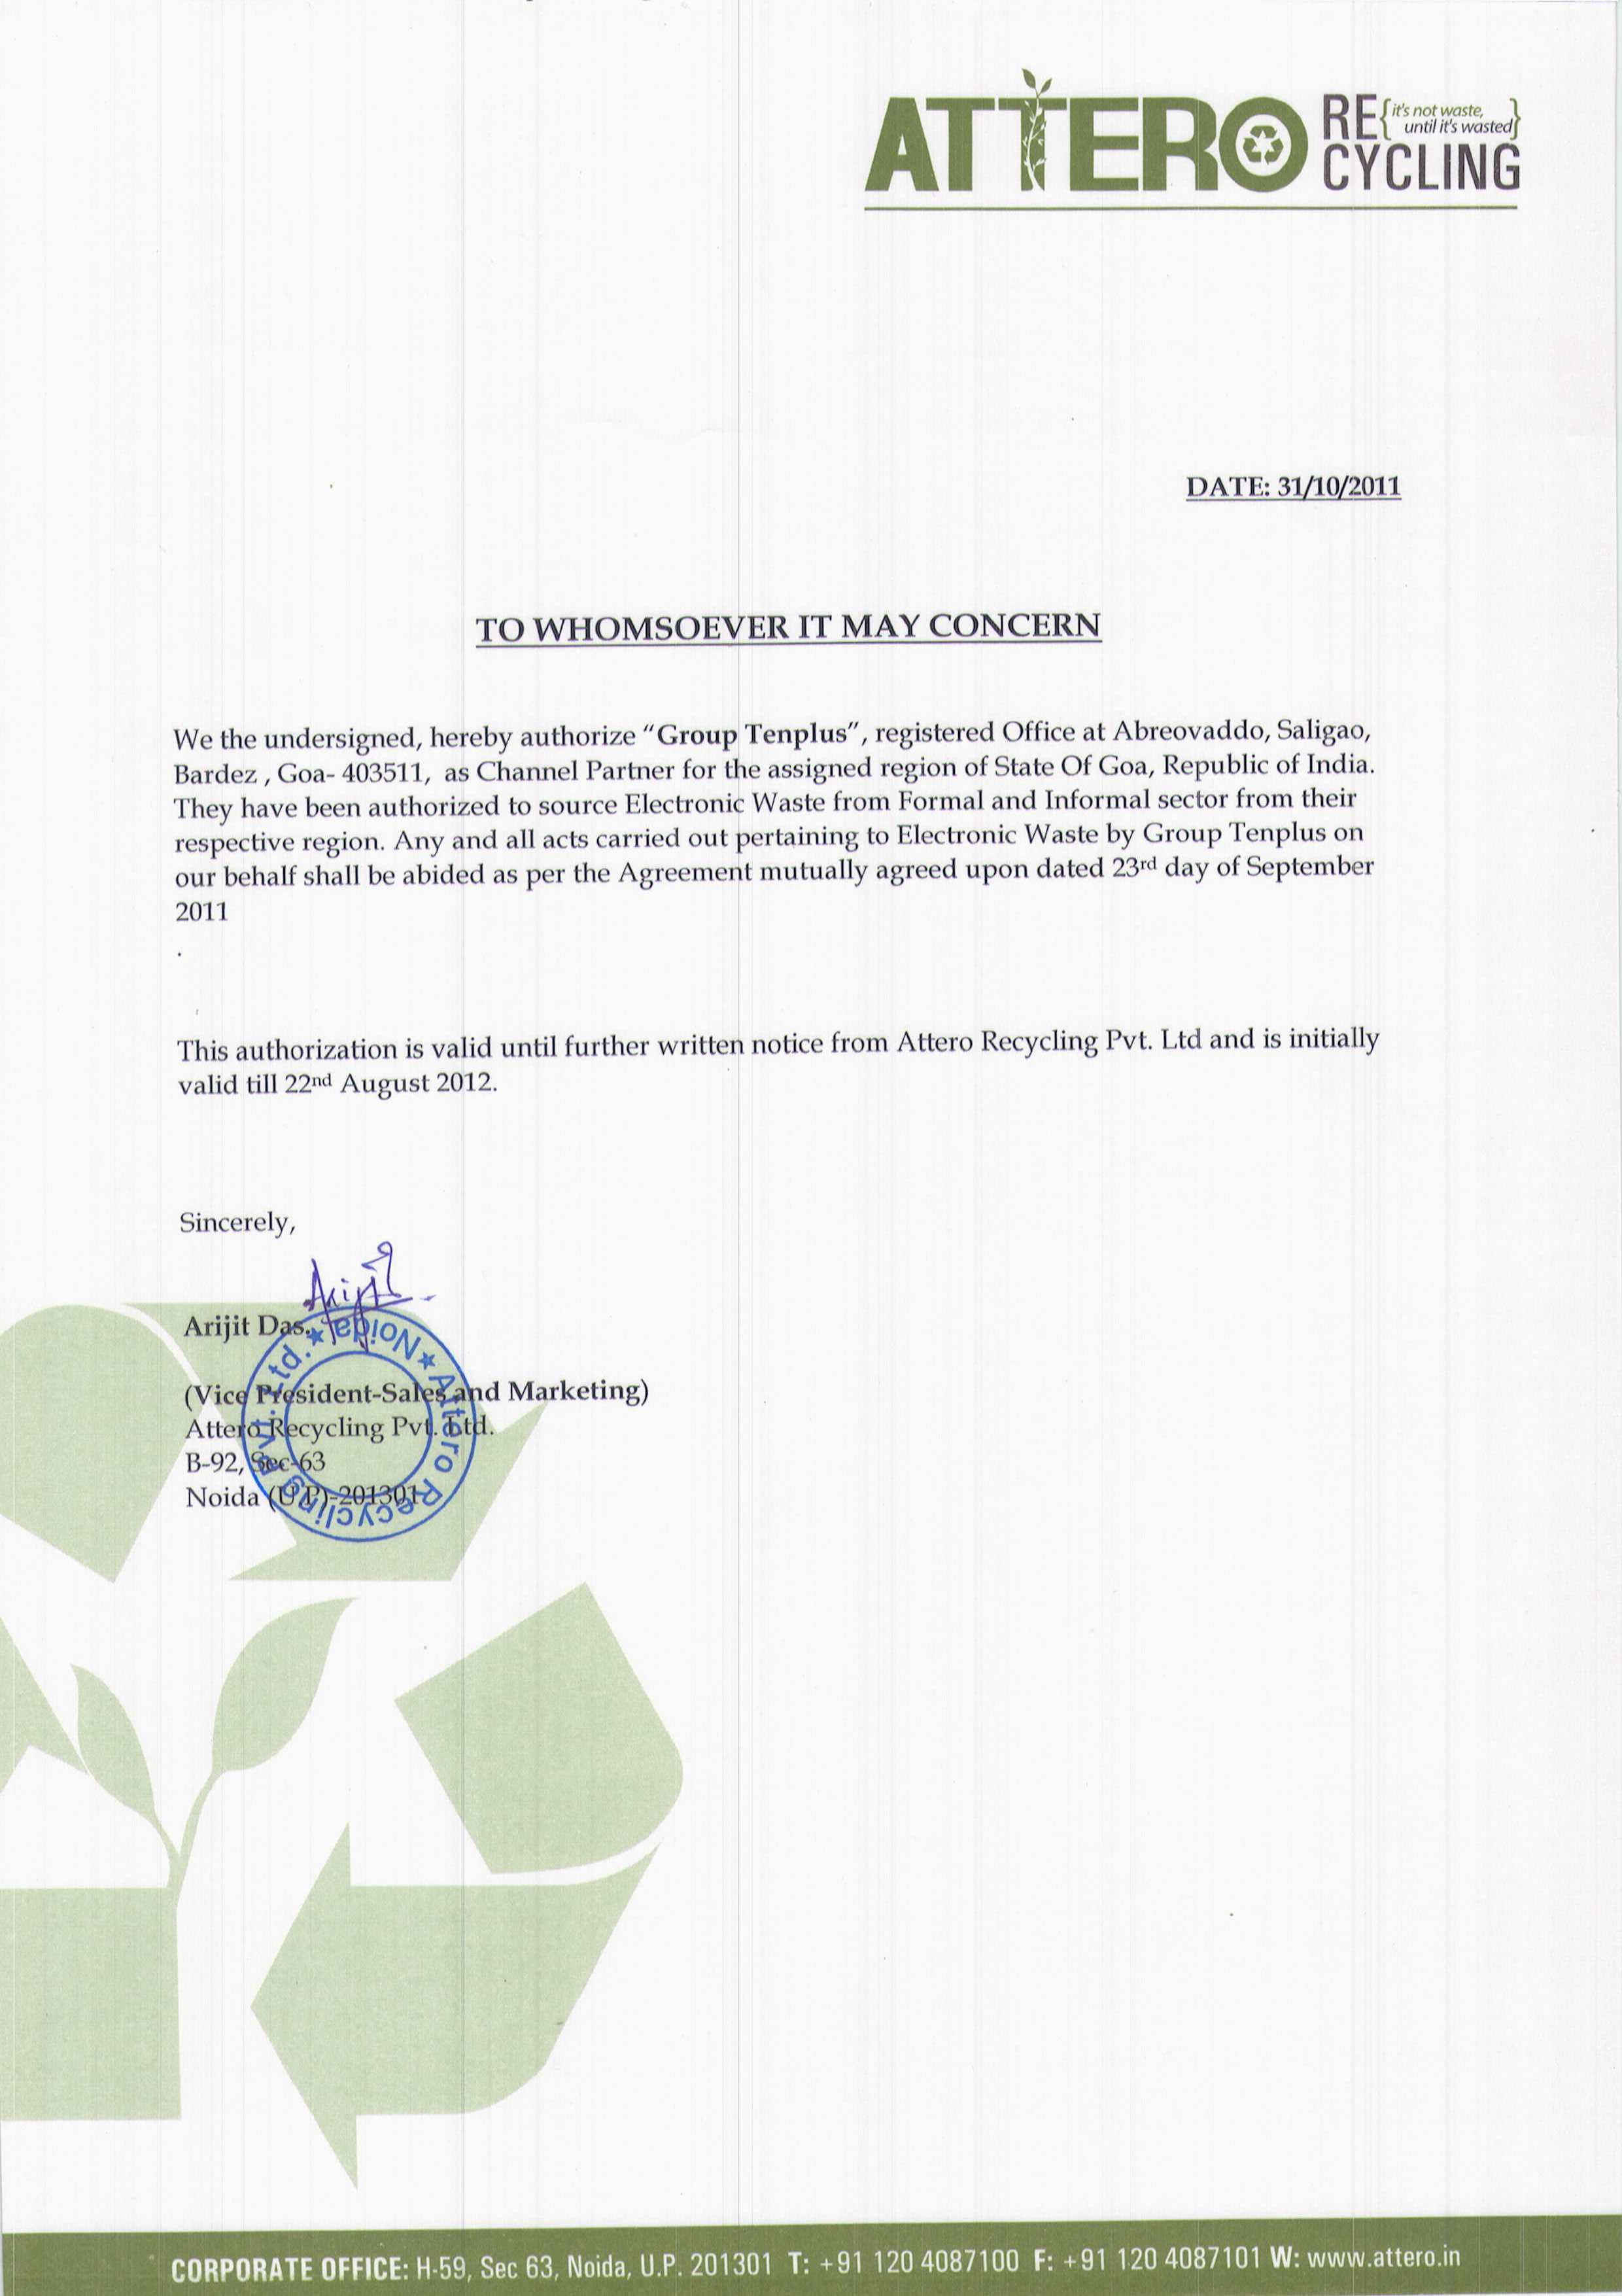 ATTERO RE{it's not waste, until it's wasted}
CYCLING
DATE: 31/10/2011
TO WHOMSOEVER IT MAY CONCERN
We the undersigned, hereby authorize “Group Tenplus”, registered Office at Abreovaddo, Saligao,
Bardez , Goa- 403511, as Channel Partner for the assigned region of State Of Goa, Republic of India.
They have been authorized to source Electronic Waste from Formal and Informal sector from their
respective region. Any and all acts carried out pertaining to Electronic Waste by Group Tenplus on
our behalf shall be abided as per the Agreement mutually agreed upon dated 23rd day of September
2011
.
This authorization is valid until further written notice from Attero Recycling Pvt. Ltd and is initially
valid till 22nd August 2012.
Sincerely,
Arijit
Arijit Das.
(Vice President-Sales and Marketing)
Attero Recycling Pvt. Ltd.
B-92, Sec-63
Noida (U.P)-201301
Attero Recycling Pvt. Ltd. ★ Noida ★
CORPORATE OFFICE: H-59, Sec 63, Noida, U.P. 201301 T: +91 120 4087100 F: +91 120 4087101 W: www.attero.in